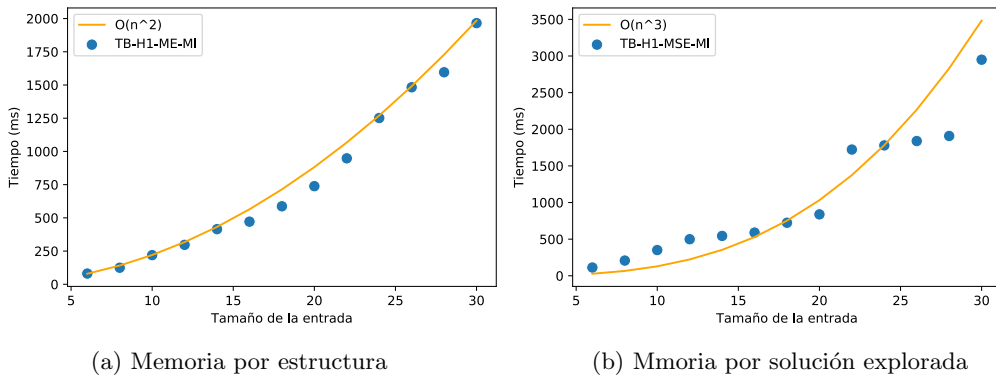 O(n^2)
TB-H1-ME-MI
2000
1750
1500
1250
1000
750
500
250
0
5
10
15
20
25
30
Tiempo (ms)
Tamaño de la entrada
(a) Memoria por estructura
O(n^3)
TB-H1-MSE-MI
3500
3000
2500
2000
1500
1000
500
0
5
10
15
20
25
30
Tiempo (ms)
Tamaño de la entrada
(b) Mmoria por solución explorada